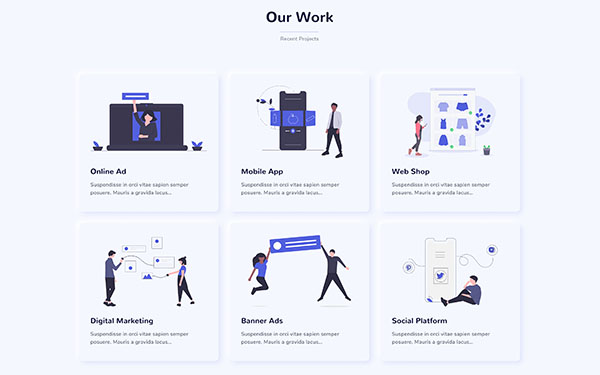 Our Work
Recent Projects
Online Ad
Suspendisse in orci vitae sapien semper
posuere. Mauris a gravida lacus...
Mobile App
Suspendisse in orci vitae sapien semper
posuere. Mauris a gravida lacus...
Web Shop
Suspendisse in orci vitae sapien semper
posuere. Mauris a gravida lacus...
Digital Marketing
Suspendisse in orci vitae sapien semper
posuere. Mauris a gravida lacus...
Banner Ads
Suspendisse in orci vitae sapien semper
posuere. Mauris a gravida lacus...
Social Platform
Suspendisse in orci vitae sapien semper
posuere. Mauris a gravida lacus...